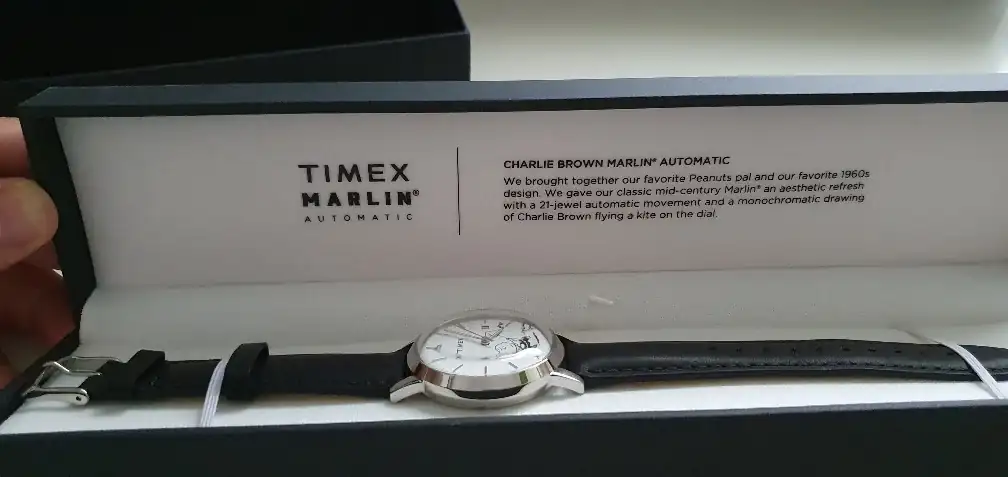 TIMEX
MARLIN®
AUTOMATIC
CHARLIE BROWN MARLIN® AUTOMATIC
We brought together our favorite Peanuts pal and our favorite 1960s
design. We gave our classic mid-century Marlin® an aesthetic refresh
with a 21-jewel automatic movement and a monochromatic drawing
of Charlie Brown flying a kite on the dial.
TIMEX